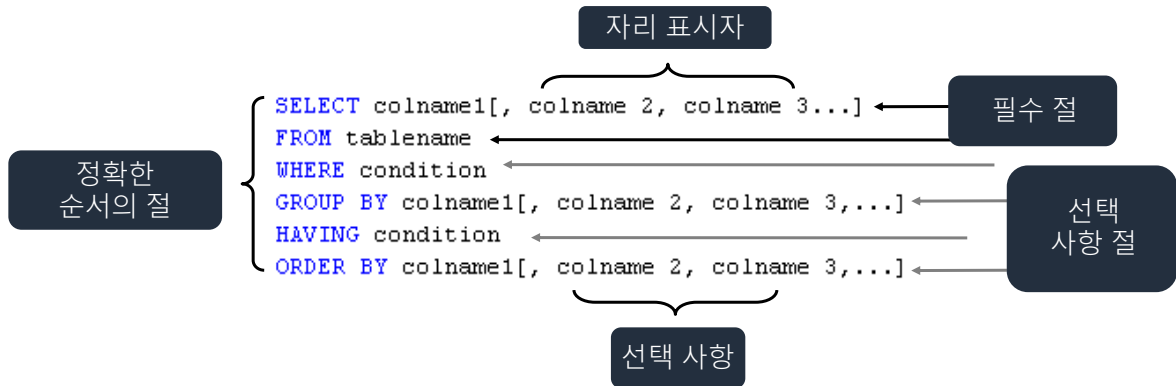 자리 표시자
SELECT colname1[, colname 2, colname 3...]
필수 절
FROM tablename
정확한
순서의 절
WHERE condition
GROUP BY colname1[, colname 2, colname 3,...]
선택
사항 절
HAVING condition
ORDER BY colname1[, colname 2, colname 3,...]
선택 사항